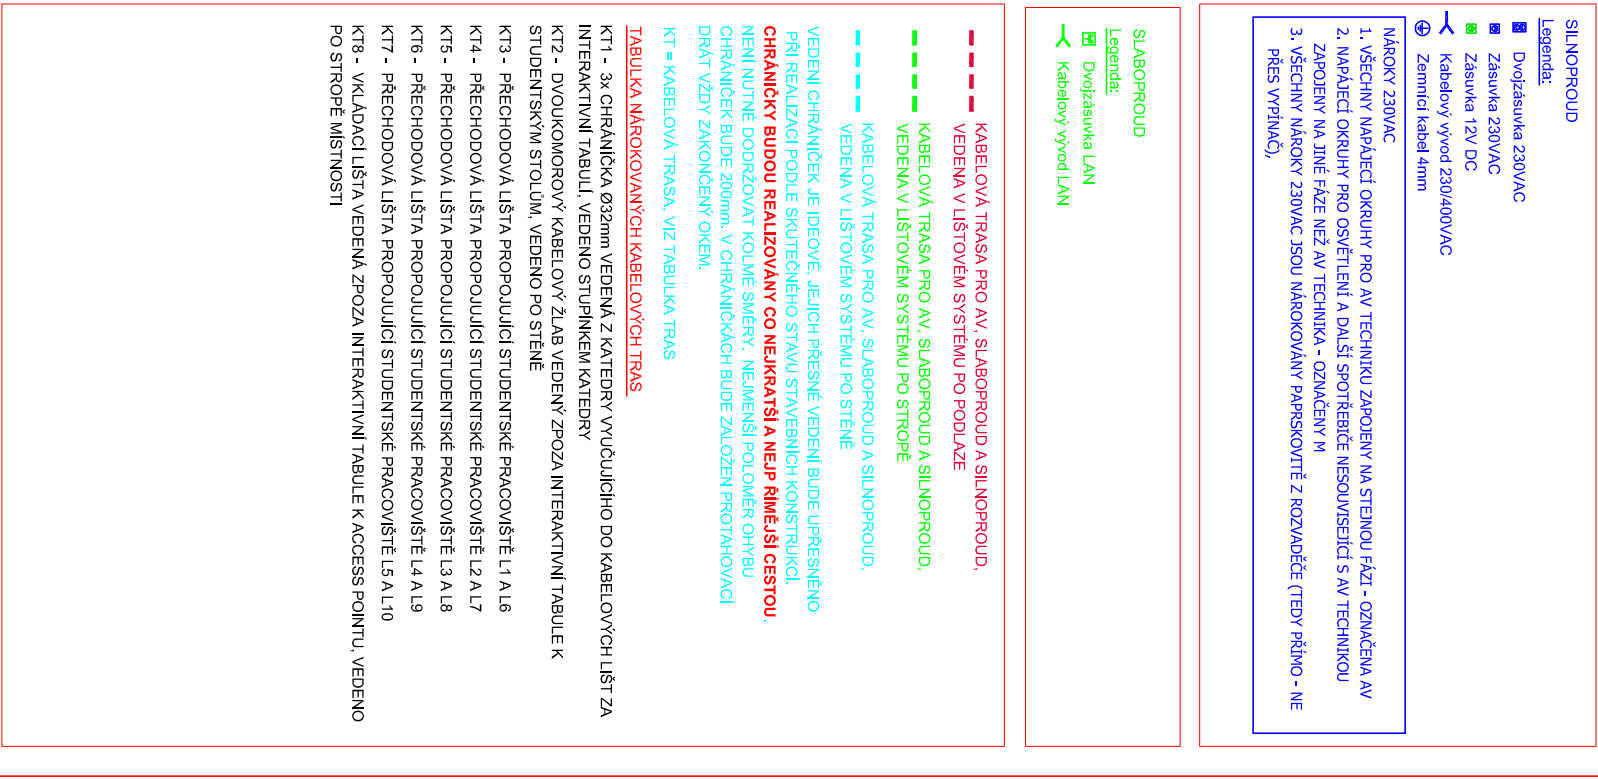 SILNOPROUD
Legenda:
Dvojzásuvka 230VAC
Zásuvka 230VAC
Zásuvka 12V DC
Kabelový vývod 230/400VAC
Zemnící kabel 4mm
NÁROKY 230VAC
1. VŠECHNY NAPÁJECÍ OKRUHY PRO AV TECHNIKU ZAPOJENY NA STEJNOU FÁZI - OZNAČENA AV
2. NAPÁJECÍ OKRUHY PRO OSVĚTLENÍ A DALŠÍ SPOTŘEBIČE NESOUVISEJÍCÍ S AV TECHNIKOU
ZAPOJENY NA JINÉ FÁZE NEŽ AV TECHNIKA - OZNAČENY M
3. VŠECHNY NÁROKY 230VAC JSOU NÁROKOVÁNY PAPRSKOVITĚ Z ROZVADĚČE (TEDY PŘÍMO - NE
PŘES VYPÍNAČ),
SLABOPROUD
Legenda:
Dvojzásuvka LAN
Kabelový vývod LAN
KABELOVÁ TRASA PRO AV, SLABOPROUD A SILNOPROUD,
VEDENA V LIŠTOVÉM SYSTÉMU PO PODLAZE
KABELOVÁ TRASA PRO AV, SLABOPROUD A SILNOPROUD,
VEDENA V LIŠTOVÉM SYSTÉMU PO STROPĚ
KABELOVÁ TRASA PRO AV, SLABOPROUD A SILNOPROUD,
VEDENA V LIŠTOVÉM SYSTÉMU PO STĚNĚ
VEDENÍ CHRÁNIČEK JE IDEOVÉ, JEJICH PŘESNÉ VEDENÍ BUDE UPŘESNĚNO
PŘI REALIZACI PODLE SKUTEČNÉHO STAVU STAVEBNÍCH KONSTRUKCÍ.
CHRÁNIČKY BUDOU REALIZOVÁNY CO NEJKRATŠÍ A NEJP ŘÍMĚJŠÍ CESTOU.
NENÍ NUTNÉ DODRŽOVAT KOLMÉ SMĚRY. NEJMENŠÍ POLOMĚR OHYBU
CHRÁNIČEK BUDE 200mm. V CHRÁNIČKÁCH BUDE ZALOŽEN PROTAHOVACÍ
DRÁT VŽDY ZAKONČENÝ OKEM.
KT = KABELOVÁ TRASA, VIZ TABULKA TRAS
TABULKA NÁROKOVANÝCH KABELOVÝCH TRAS
KT1 - 3x CHRÁNIČKA Ø32mm VEDENÁ Z KATEDRY VYUČUJÍCÍHO DO KABELOVÝCH LIŠT ZA
INTERAKTIVNÍ TABULÍ, VEDENO STUPÍNKEM KATEDRY
KT2 - DVOUKOMOROVÝ KABELOVÝ ŽLAB VEDENÝ ZPOZA INTERAKTIVNÍ TABULE K
STUDENTSKÝM STOLŮM, VEDENO PO STĚNĚ
KT3 - PŘECHODOVÁ LIŠTA PROPOJUJÍCÍ STUDENTSKÉ PRACOVIŠTĚ L1 A L6
KT4 - PŘECHODOVÁ LIŠTA PROPOJUJÍCÍ STUDENTSKÉ PRACOVIŠTĚ L2 A L7
KT5 - PŘECHODOVÁ LIŠTA PROPOJUJÍCÍ STUDENTSKÉ PRACOVIŠTĚ L3 A L8
KT6 - PŘECHODOVÁ LIŠTA PROPOJUJÍCÍ STUDENTSKÉ PRACOVIŠTĚ L4 A L9
KT7 - PŘECHODOVÁ LIŠTA PROPOJUJÍCÍ STUDENTSKÉ PRACOVIŠTĚ L5 A L10
KT8 - VKLÁDACÍ LIŠTA VEDENÁ ZPOZA INTERAKTIVNÍ TABULE K ACCESS POINTU, VEDENO
PO STROPĚ MÍSTNOSTI